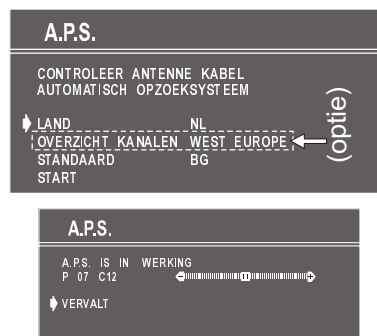 A.P.S.
CONTROLEER ANTENNE KABEL
AUTOMATISCH OPZOEKSYSTEEM
LAND NL
OVERZICHT KANALEN WEST EUROPE
(optie)
STANDAARD BG
START
A.P.S.
A.P.S. IS IN WERKING
P 07 C12
VERVALT